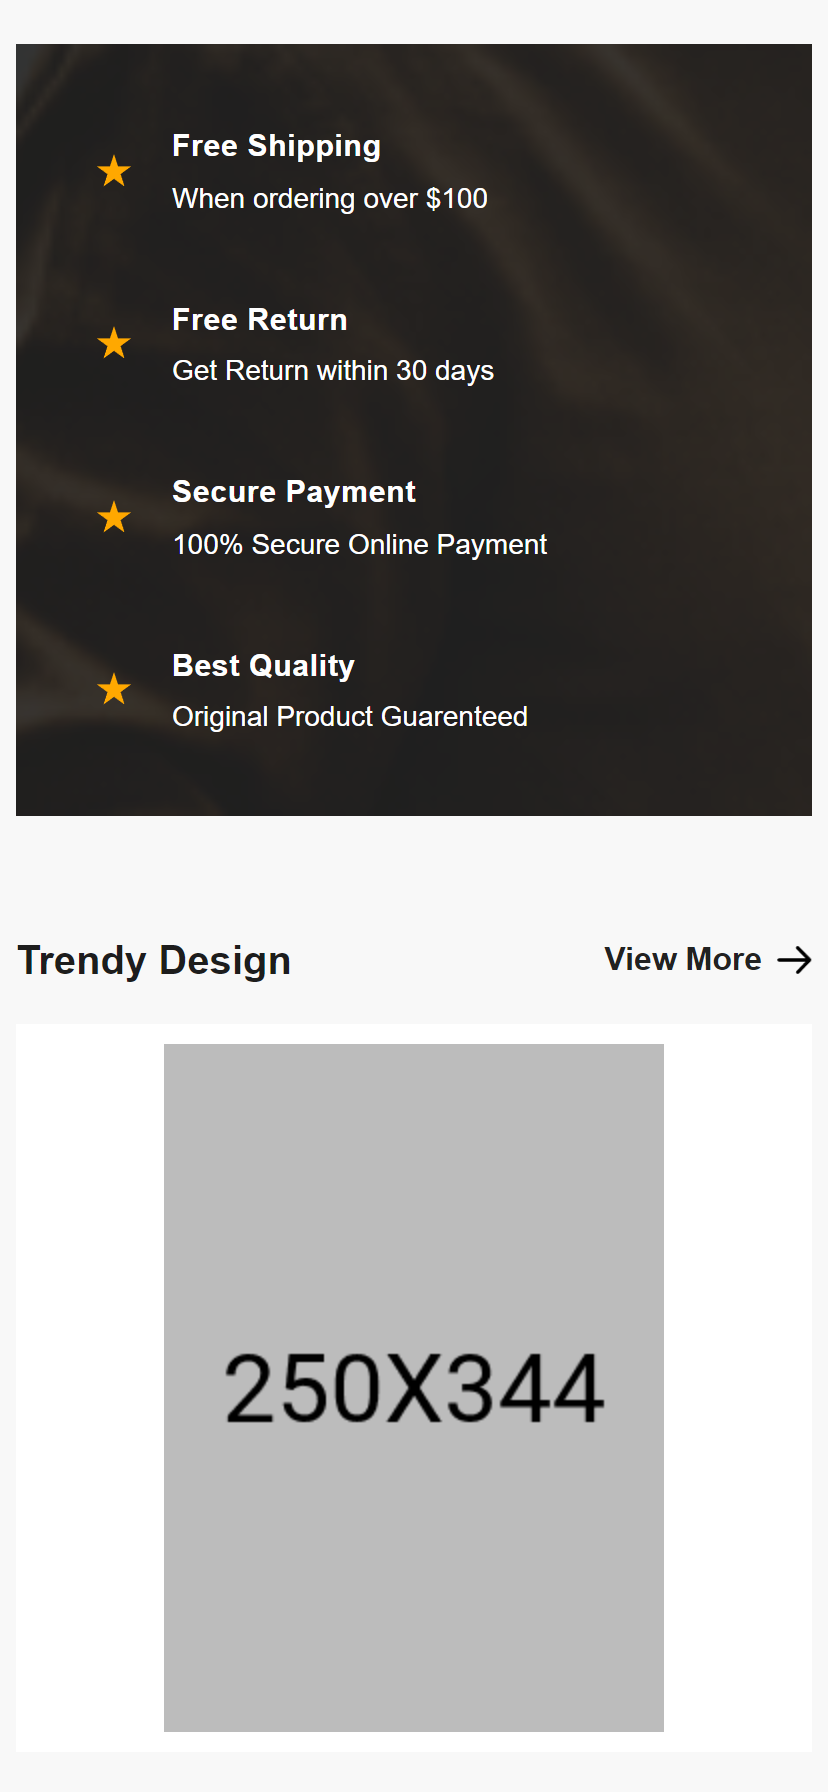 Free Shipping
When ordering over $100
Free Return
Get Return within 30 days
Secure Payment
100% Secure Online Payment
Best Quality
Original Product Guarenteed
Trendy Design
View More
250X344